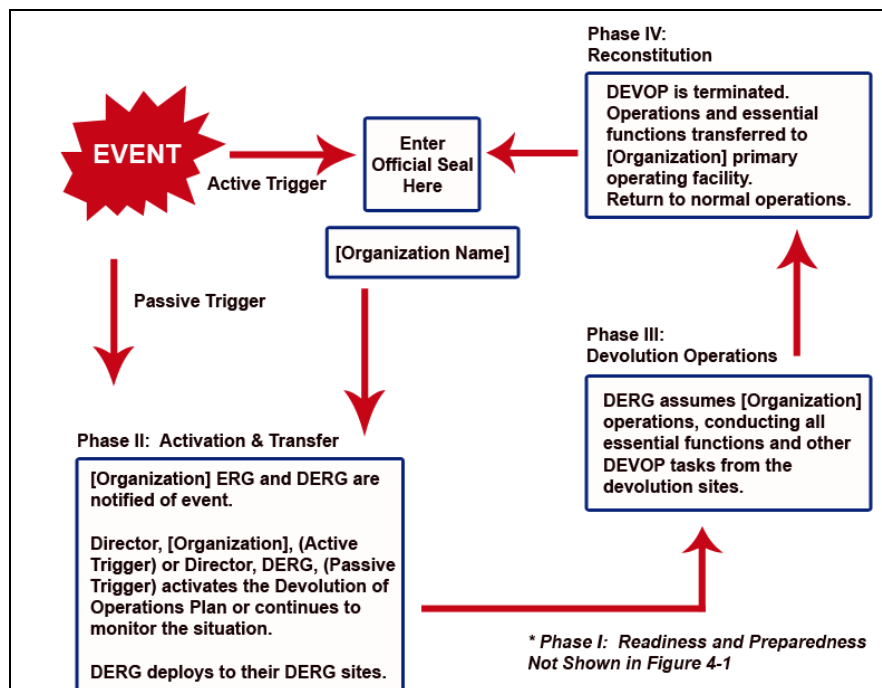 EVENT
Active Trigger
Passive Trigger
Enter
Official Seal
Here
[Organization Name]
Phase II:  Activation & Transfer
[Organization] ERG and DERG are
notified of event.
Director, [Organization], (Active
Trigger) or Director, DERG, (Passive
Trigger) activates the Devolution of
Operations Plan or continues to
monitor the situation.
DERG deploys to their DERG sites.
Phase III:
Devolution Operations
DERG assumes [Organization]
operations, conducting all
essential functions and other
DEVOP tasks from the
devolution sites.
Phase IV:
Reconstitution
DEVOP is terminated.
Operations and essential
functions transferred to
[Organization] primary
operating facility.
Return to normal operations.
* Phase I:  Readiness and Preparedness
Not Shown in Figure 4-1